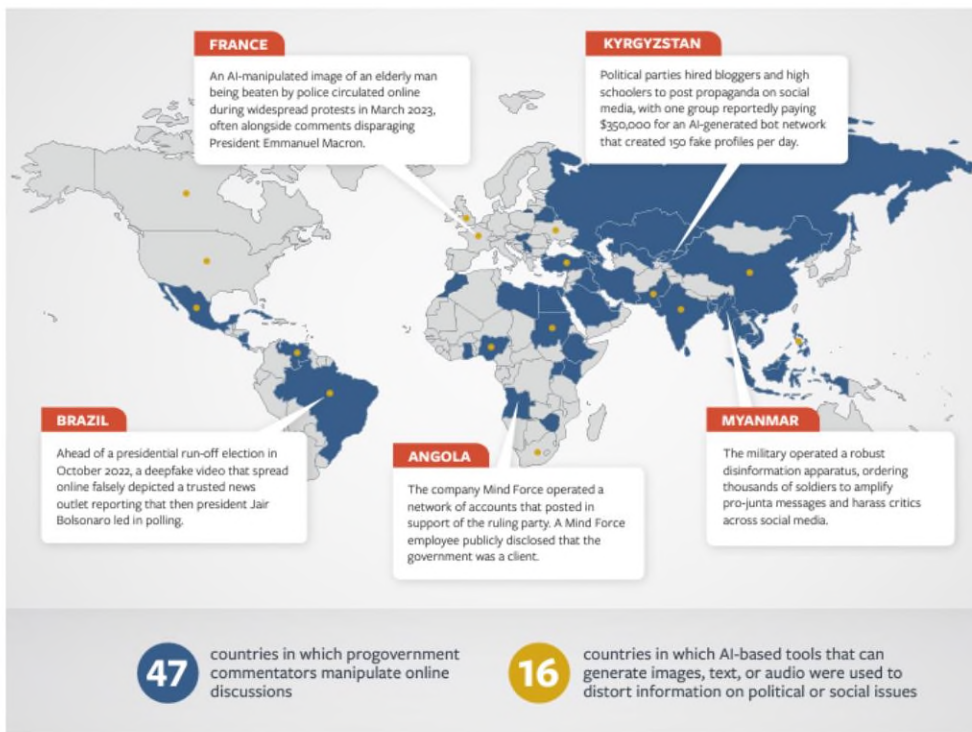 FRANCE
An AI-manipulated image of an elderly man
being beaten by police circulated online
during widespread protests in March 2023,
often alongside comments disparaging
President Emmanuel Macron.
KYRGYZSTAN
Political parties hired bloggers and high
schoolers to post propaganda on social
media, with one group reportedly paying
$350,000 for an AI-generated bot network
that created 150 fake profiles per day.
BRAZIL
Ahead of a presidential run-off election in
October 2022, a deepfake video that spread
online falsely depicted a trusted news
outlet reporting that then president Jair
Bolsonaro led in polling.
ANGOLA
The company Mind Force operated a
network of accounts that posted in
support of the ruling party. A Mind Force
employee publicly disclosed that the
government was a client.
MYANMAR
The military operated a robust
disinformation apparatus, ordering
thousands of soldiers to amplify
pro-junta messages and harass critics
across social media.
47
countries in which progovernment
commentators manipulate online
discussions
16
countries in which AI-based tools that can
generate images, text, or audio were used to
distort information on political or social issues